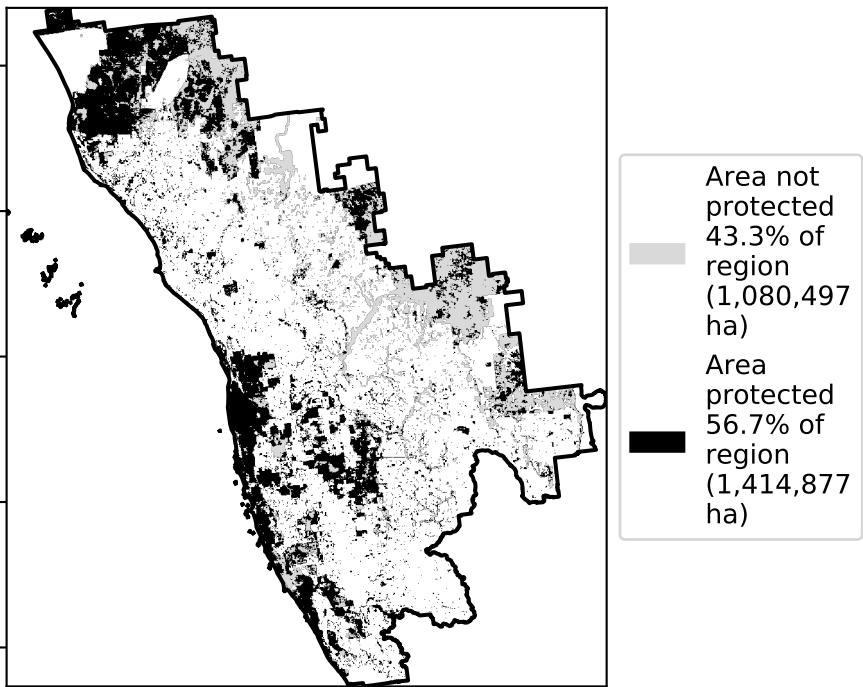 Area not
protected
43.3% of
region
(1,080,497
ha)
Area
protected
56.7% of
region
(1,414,877
ha)